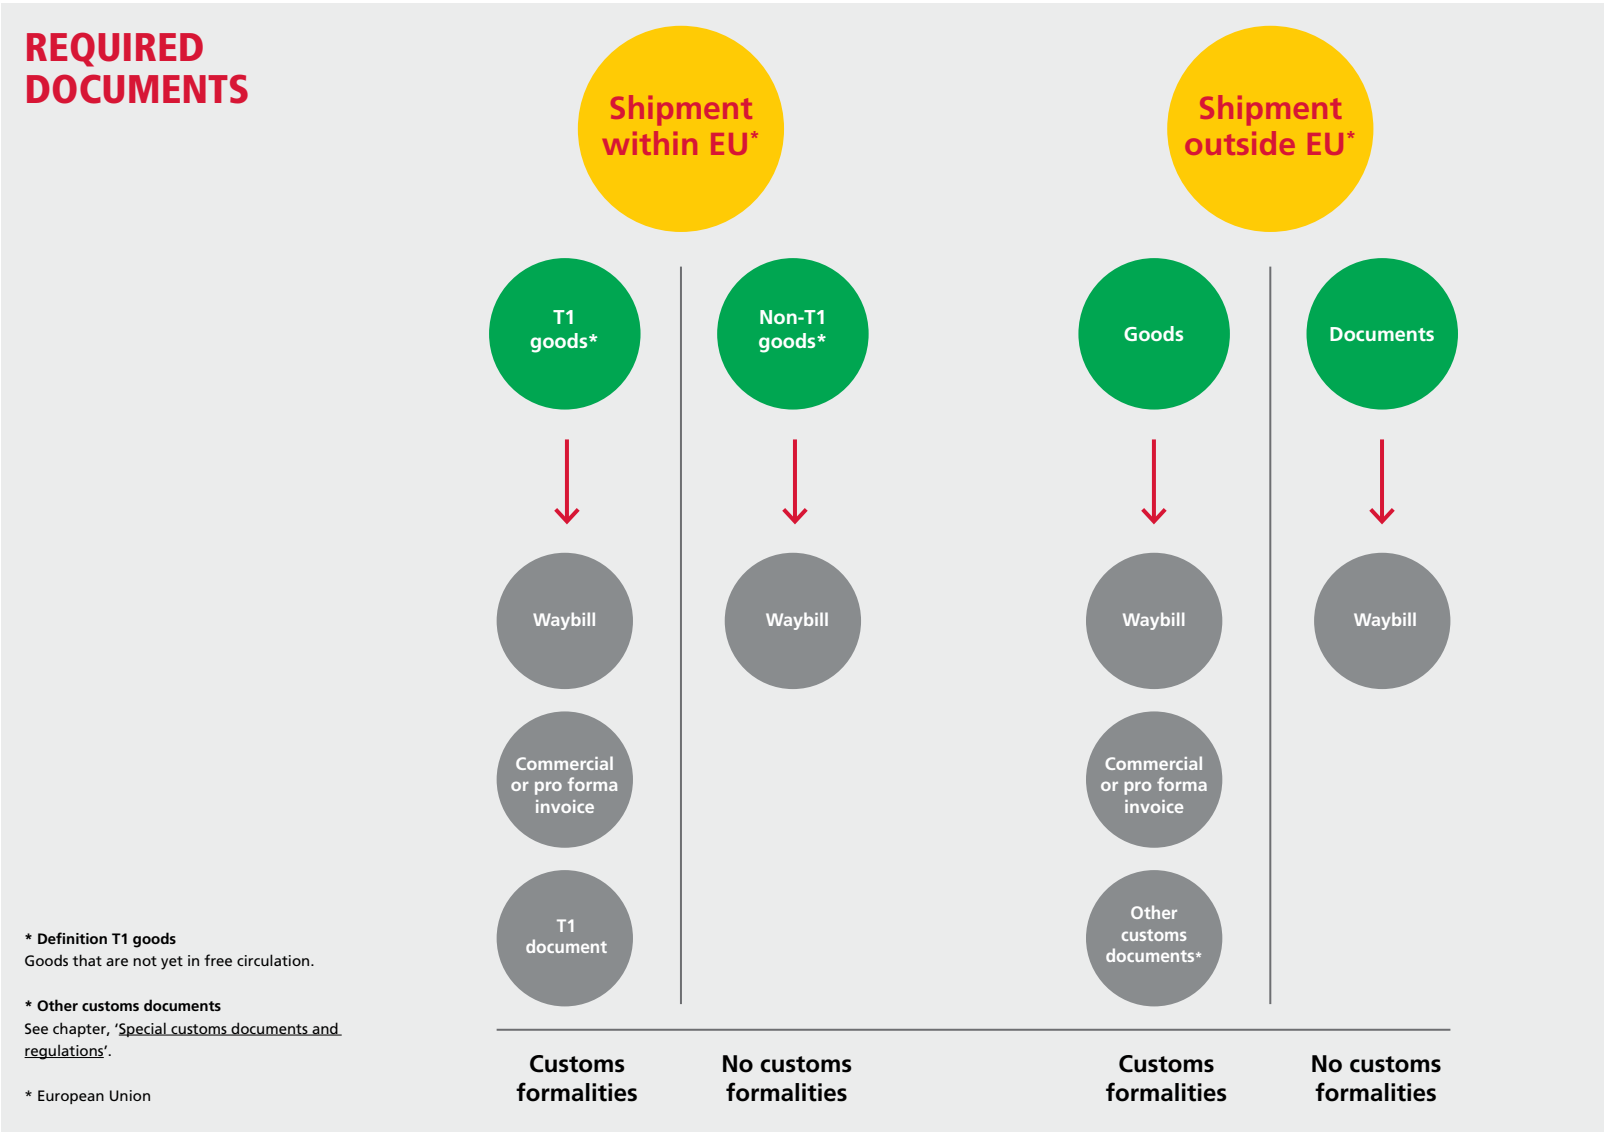 REQUIRED
DOCUMENTS
Shipment
within EU*
Shipment
outside EU*
T1
goods*
Non-T1
goods*
Goods
Documents
Waybill
Waybill
Waybill
Waybill
Commercial
or pro forma
invoice
Commercial
or pro forma
invoice
T1
document
Other
customs
documents*
* Definition T1 goods
Goods that are not yet in free circulation.
* Other customs documents
See chapter, ‘Special customs documents and
regulations’.
* European Union
Customs
formalities
No customs
formalities
Customs
formalities
No customs
formalities